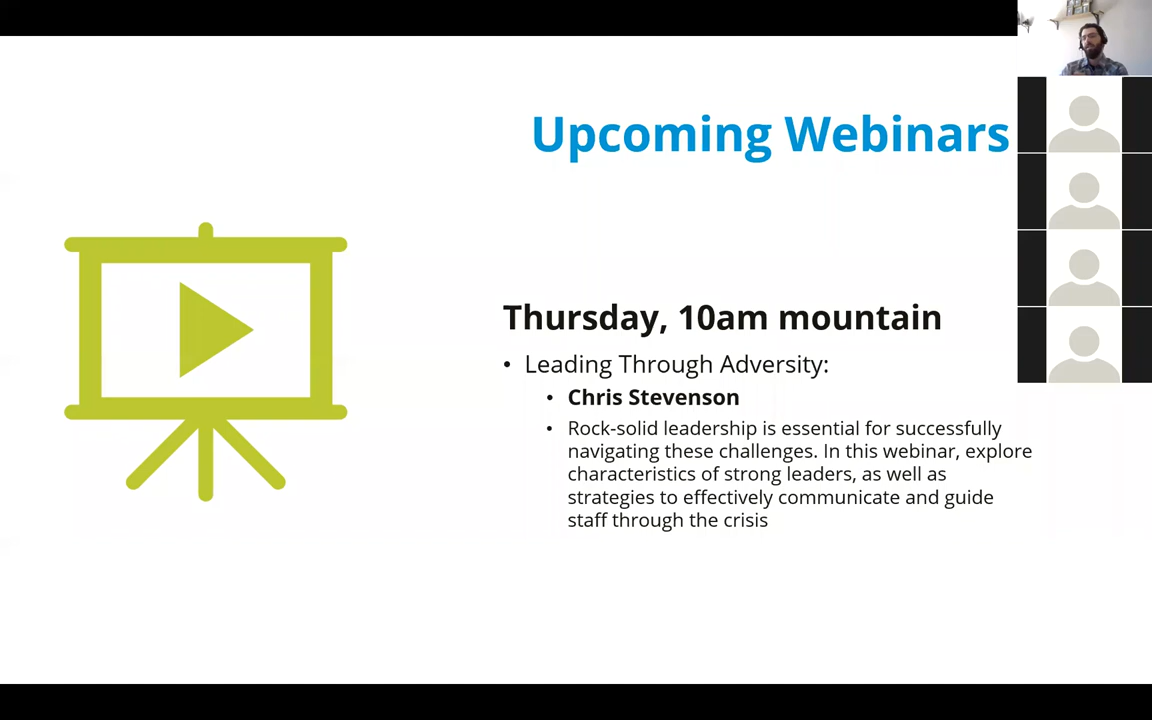 Upcoming Webinars
Thursday, 10am mountain
• Leading Through Adversity:
• Chris Stevenson
• Rock-solid leadership is essential for successfully
navigating these challenges. In this webinar, explore
characteristics of strong leaders, as well as
strategies to effectively communicate and guide
staff through the crisis